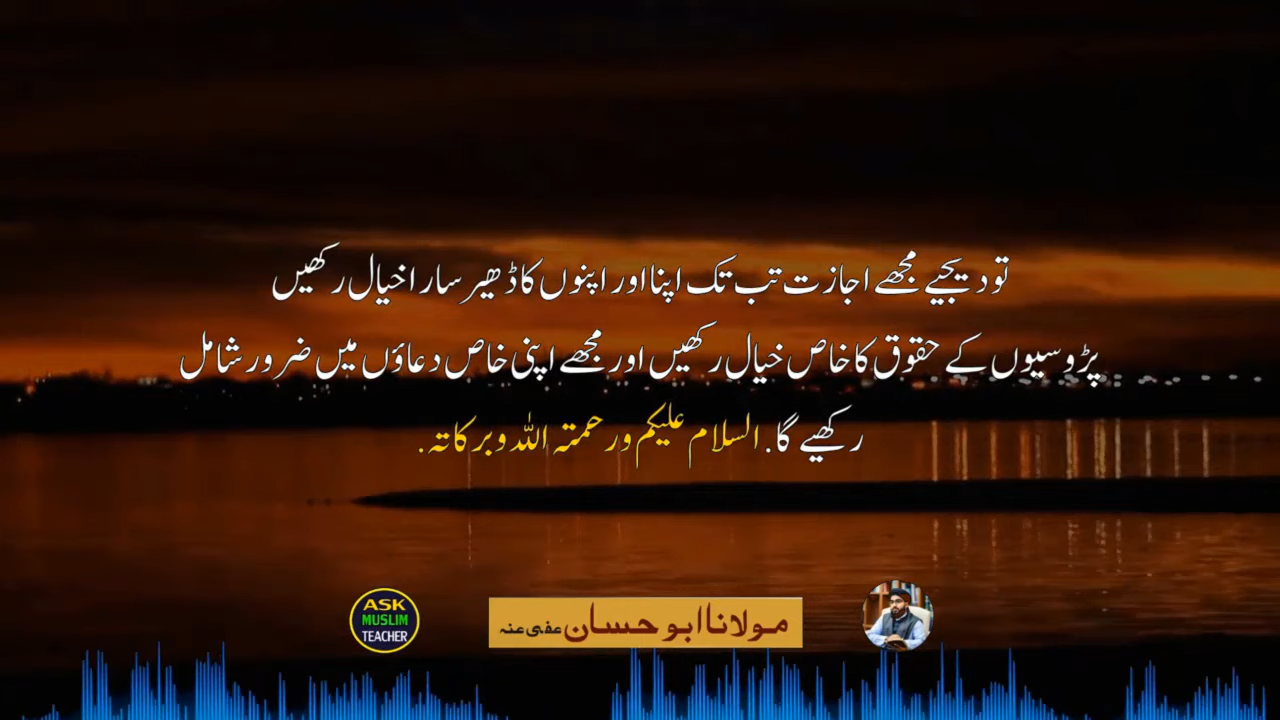 تو دیجیے مجھے اجازت تب تک اپنا اور اپنوں کا ڈھیر سارا خیال رکھیں
پڑوسیوں کے حقوق کا خاص خیال رکھیں اور مجھے اپنی خاص دعاؤں میں ضرور شامل
رکھیے گا. السلام علیکم ورحمتہ اللہ وبرکاتہ.
ASK
MUSLIM
TEACHER
مولانا ابو حسان عفی عنہ